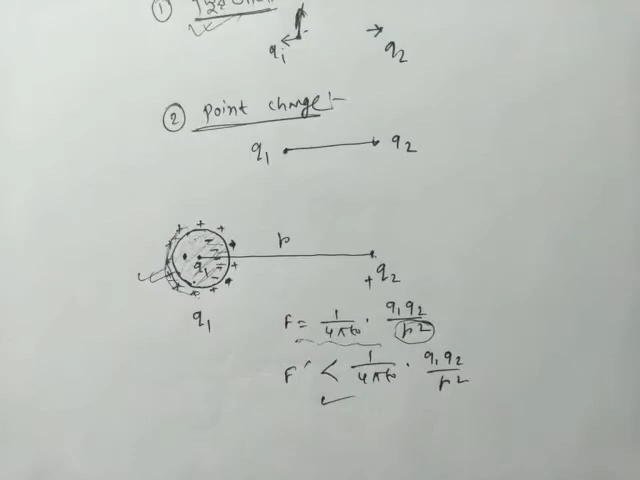 ①
q₁ q₂
② Point charge :-
q₁ q₂
r
q₁ +q₂
q₁
F = 1/4πε₀ · q₁q₂/r²
F' < 1/4πε₀ · q₁q₂/r²